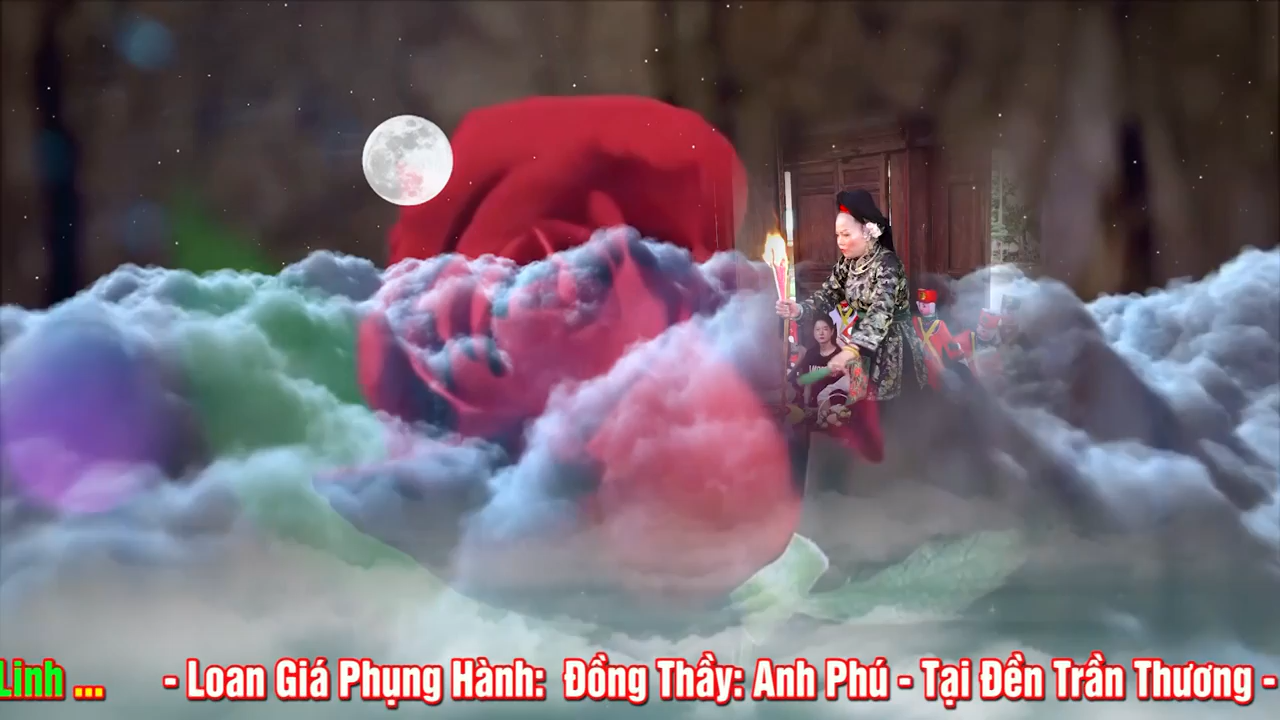 Linh ... - Loan Giá Phụng Hành: Đồng Thầy: Anh Phú - Tại Đền Trần Thương -